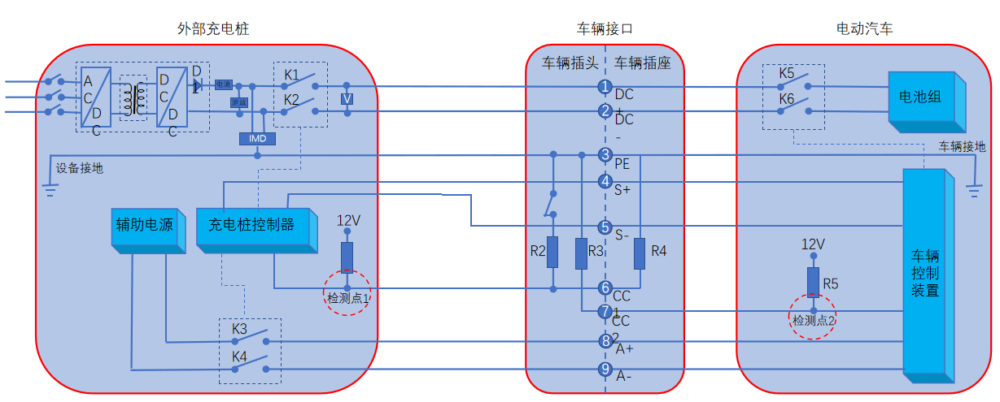 外部充电桩
车辆接口
电动汽车
车辆插头
车辆插座
A
C
D
C
D
C
D
C
D
1
电流
泄放
K1
K2
V
IMD
K5
K6
电池组
1
DC
+
2
DC
-
3
PE
4
S+
5
S-
设备接地
车辆接地
辅助电源
充电桩控制器
12V
检测点1
R2
R3
R4
12V
R5
检测点2
车辆
控制
装置
6
CC
1
7
CC
2
8
A+
9
A-
K3
K4